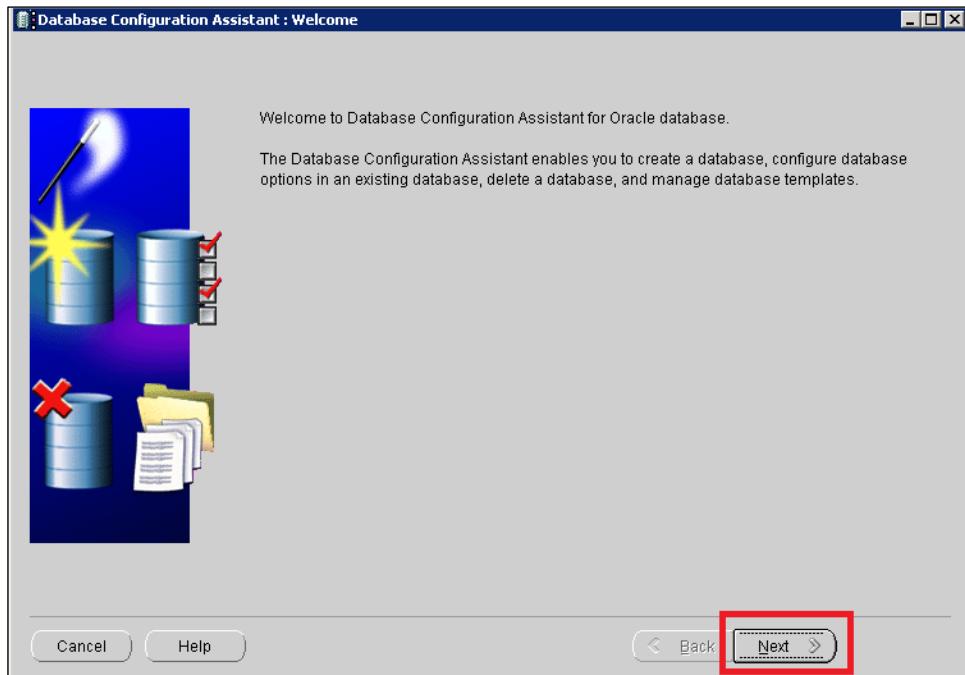 Database Configuration Assistant : Welcome
Welcome to Database Configuration Assistant for Oracle database.
The Database Configuration Assistant enables you to create a database, configure database
options in an existing database, delete a database, and manage database templates.
Cancel
Help
Back
Next